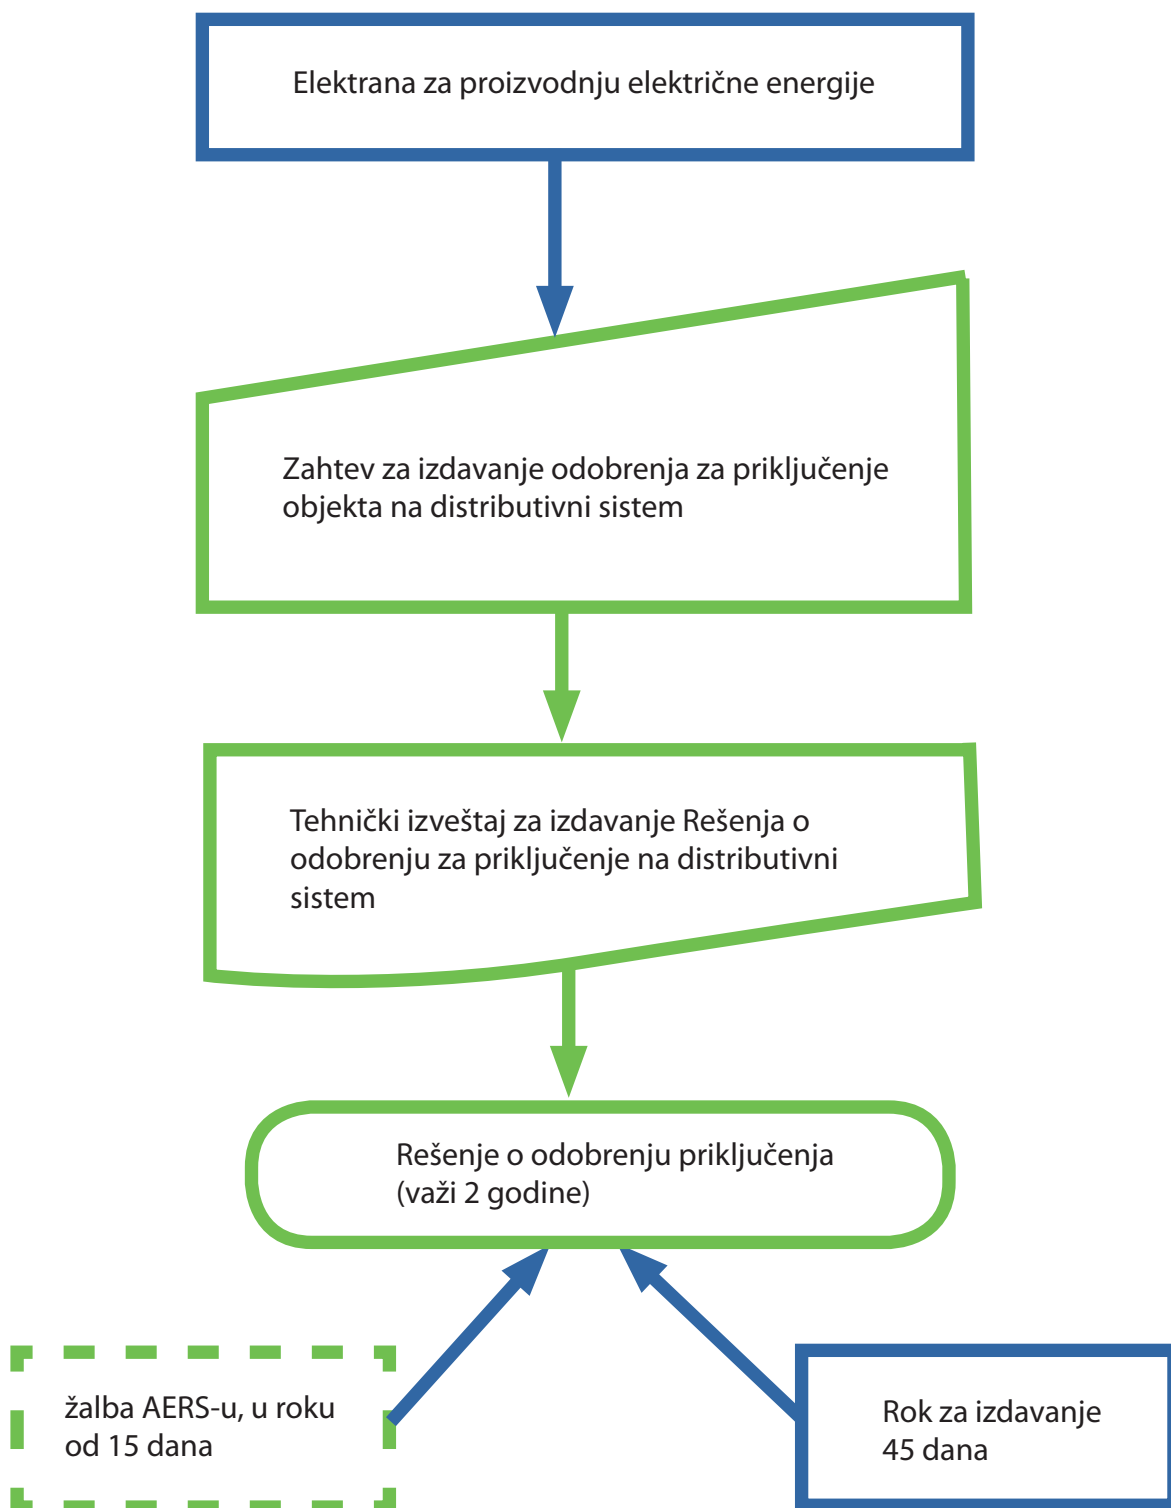 Elektrana za proizvodnju električne energije
Zahtev za izdavanje odobrenja za priključenje
objekta na distributivni sistem
Tehnički izveštaj za izdavanje Rešenja o
odobrenju za priključenje na distributivni
sistem
Rešenje o odobrenju priključenja
(važi 2 godine)
žalba AERS-u, u roku
od 15 dana
Rok za izdavanje
45 dana